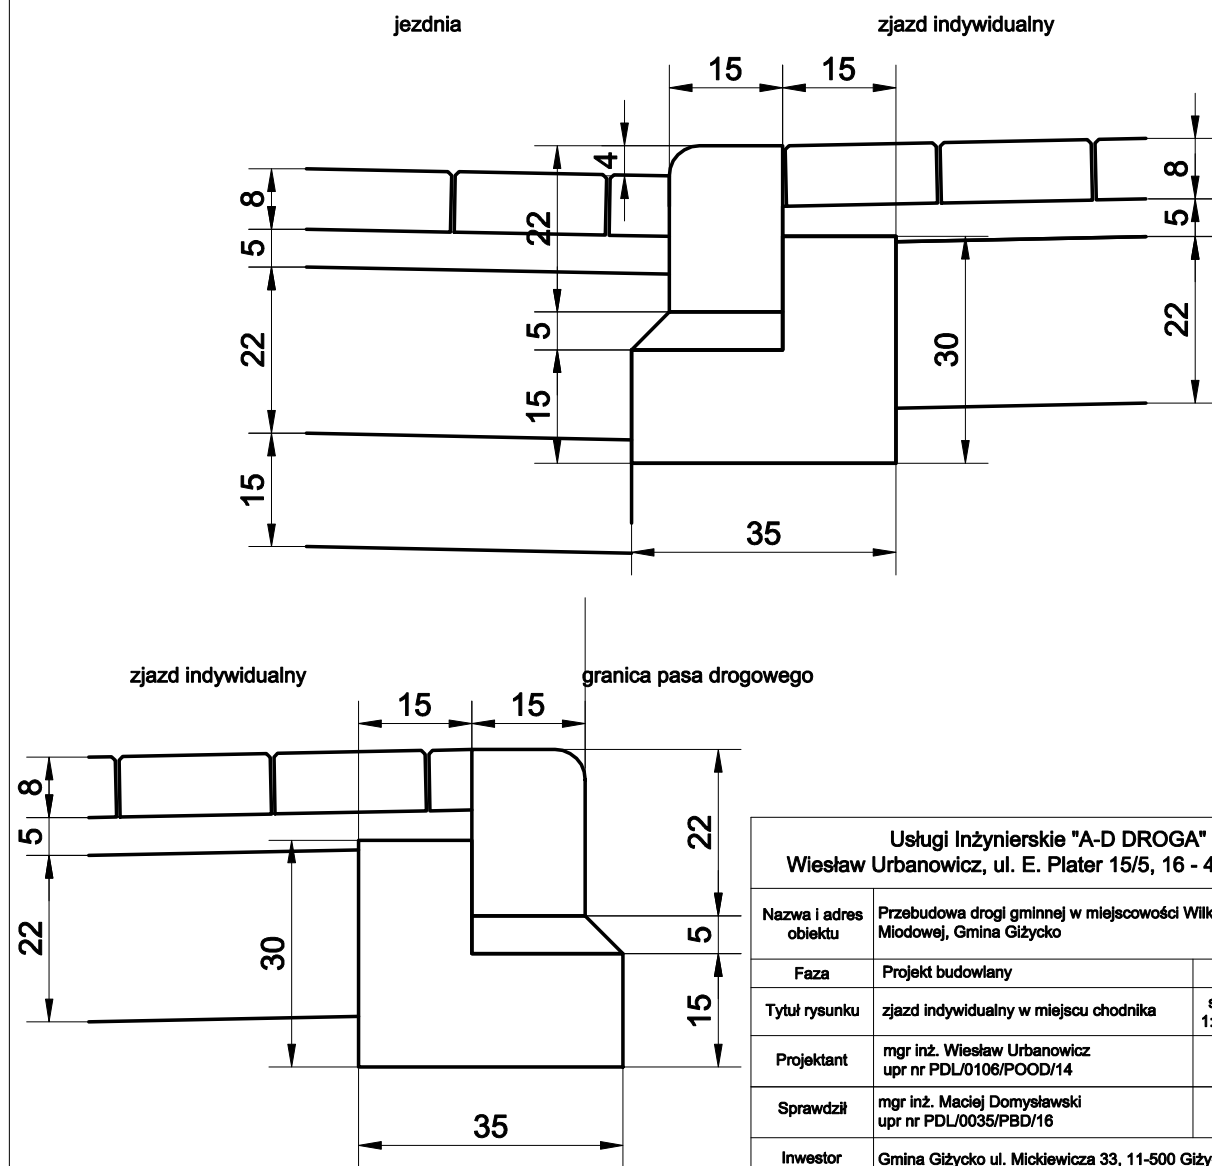 jezdnia
zjazd indywidualny
15
15
4
8
22
8
5
5
22
5
30
22
15
15
35
zjazd indywidualny
granica pasa drogowego
15
15
8
5
22
22
30
5
15
35
Usługi Inżynierskie "A-D DROGA"
Wiesław Urbanowicz, ul. E. Plater 15/5, 16 - 4
Nazwa i adres obiektu
Przebudowa drogi gminnej w miejscowości Wilk
Miodowej, Gmina Giżycko
Faza
Projekt budowlany
Tytuł rysunku
zjazd indywidualny w miejscu chodnika
s
1:
Projektant
mgr inż. Wiesław Urbanowicz
upr nr PDL/0106/POOD/14
Sprawdził
mgr inż. Maciej Domysławski
upr nr PDL/0035/PBD/16
Inwestor
Gmina Giżycko ul. Mickiewicza 33, 11-500 Giży